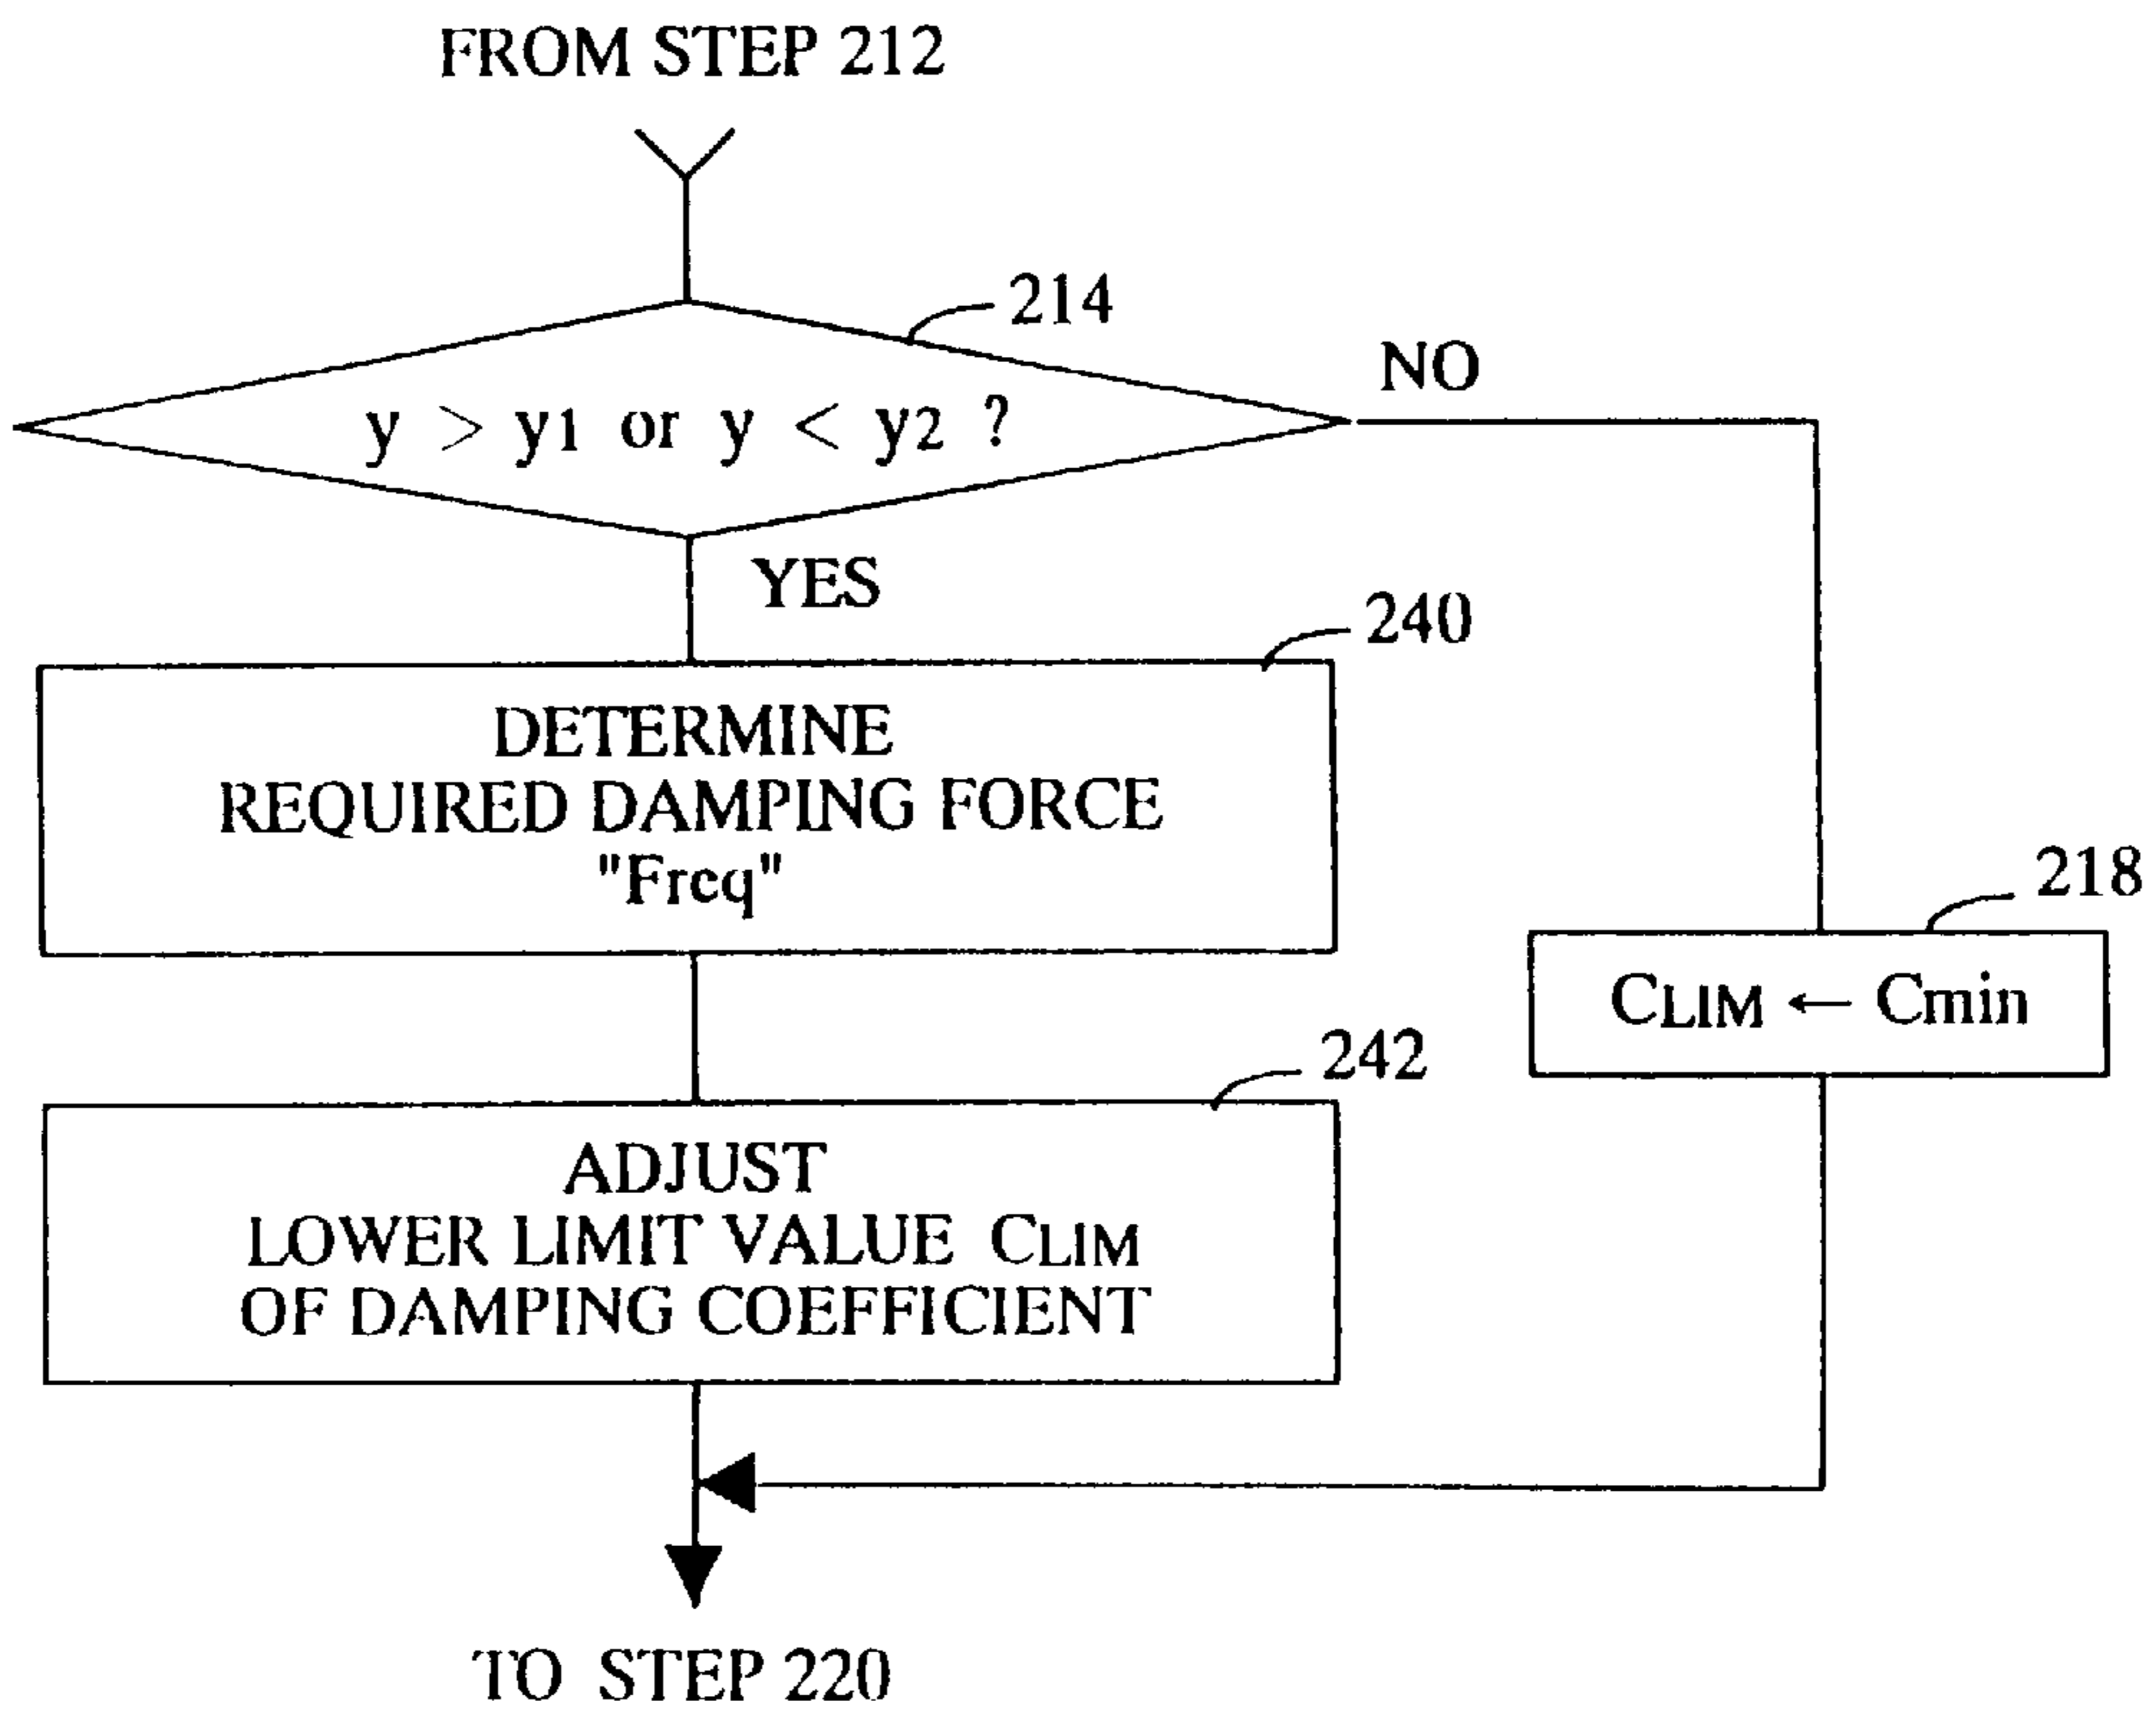 FROM STEP 212
214
NO
y > y1 or y < y2 ?
YES
240
DETERMINE
REQUIRED DAMPING FORCE
"Freq"
218
CLIM ← Cmin
242
ADJUST
LOWER LIMIT VALUE CLIM
OF DAMPING COEFFICIENT
TO STEP 220